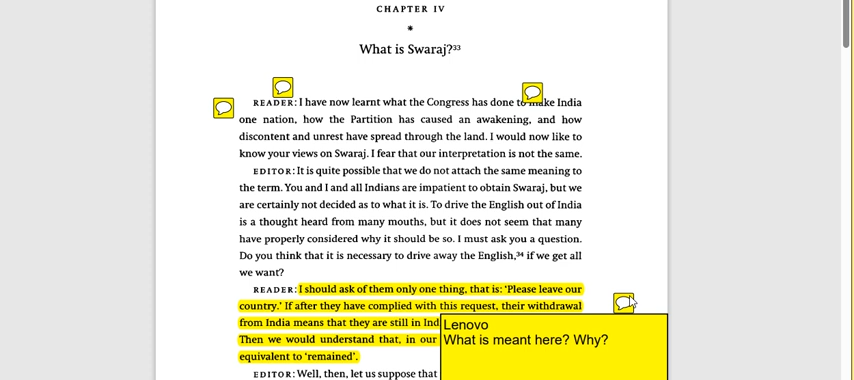 CHAPTER IV
*
What is Swaraj?³³
READER: I have now learnt what the Congress has done to make India
one nation, how the Partition has caused an awakening, and how
discontent and unrest have spread through the land. I would now like to
know your views on Swaraj. I fear that our interpretation is not the same.
EDITOR: It is quite possible that we do not attach the same meaning to
the term. You and I and all Indians are impatient to obtain Swaraj, but we
are certainly not decided as to what it is. To drive the English out of India
is a thought heard from many mouths, but it does not seem that many
have properly considered why it should be so. I must ask you a question.
Do you think that it is necessary to drive away the English,³⁴ if we get all
we want?
READER: I should ask of them only one thing, that is: ‘Please leave our
country.’ If after they have complied with this request, their withdrawal
from India means that they are still in Ind
Then we would understand that, in our
equivalent to ‘remained’.
EDITOR: Well, then, let us suppose that
Lenovo
What is meant here? Why?